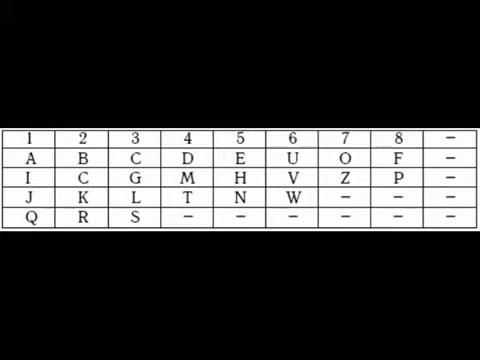 1 2 3 4 5 6 7 8 –
A B C D E U O F –
I C G M H V Z P –
J K L T N W – – –
Q R S – – – – – –